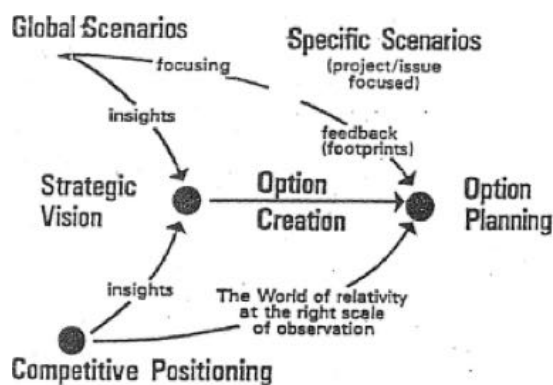 Global Scenarios
Specific Scenarios
(project/issue
focused)
focusing
insights
feedback
(footprints)
Strategic
Vision
Option
Creation
Option
Planning
insights
The World of relativity
at the right scale
of observation
Competitive Positioning